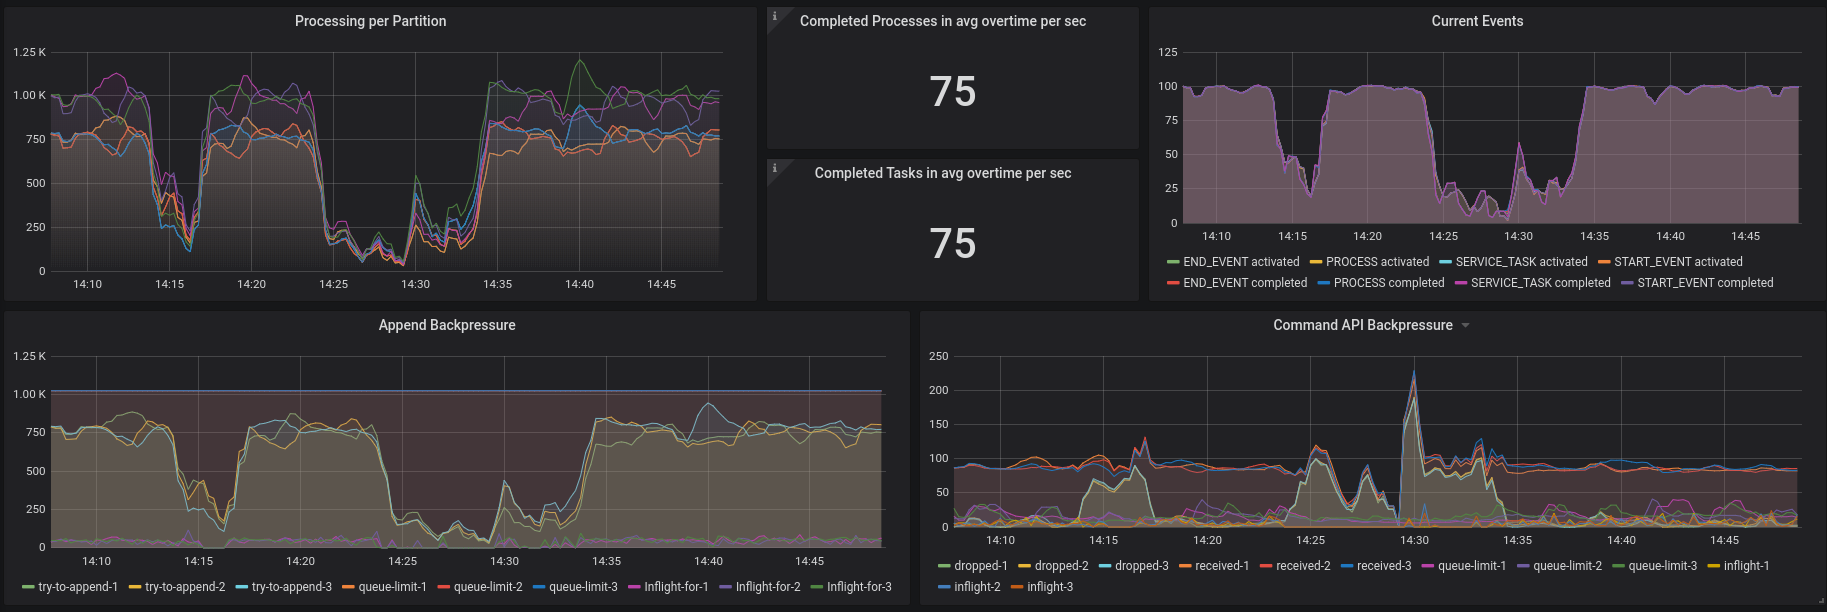 Processing per Partition
1.25 K
1.00 K
750
500
250
0
14:10 14:15 14:20 14:25 14:30 14:35 14:40 14:45
i
Completed Processes in avg overtime per sec
75
i
Completed Tasks in avg overtime per sec
75
Current Events
125
100
75
50
25
0
14:10 14:15 14:20 14:25 14:30 14:35 14:40 14:45
END_EVENT activated PROCESS activated SERVICE_TASK activated START_EVENT activated
END_EVENT completed PROCESS completed SERVICE_TASK completed START_EVENT completed
Append Backpressure
1.25 K
1.00 K
750
500
250
0
14:10 14:15 14:20 14:25 14:30 14:35 14:40 14:45
try-to-append-1 try-to-append-2 try-to-append-3 queue-limit-1 queue-limit-2 queue-limit-3 Inflight-for-1 Inflight-for-2 Inflight-for-3
Command API Backpressure
250
200
150
100
50
0
14:10 14:15 14:20 14:25 14:30 14:35 14:40 14:45
dropped-1 dropped-2 dropped-3 received-1 received-2 received-3 queue-limit-1 queue-limit-2 queue-limit-3 inflight-1
inflight-2 inflight-3